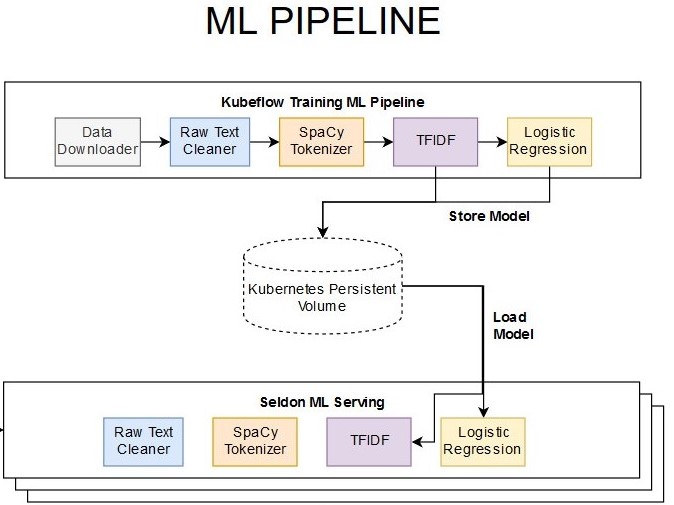 ML PIPELINE
Kubeflow Training ML Pipeline
Data
Downloader
Raw Text
Cleaner
SpaCy
Tokenizer
TFIDF
Logistic
Regression
Store Model
Kubernetes Persistent
Volume
Load
Model
Seldon ML Serving
Raw Text
Cleaner
SpaCy
Tokenizer
TFIDF
Logistic
Regression